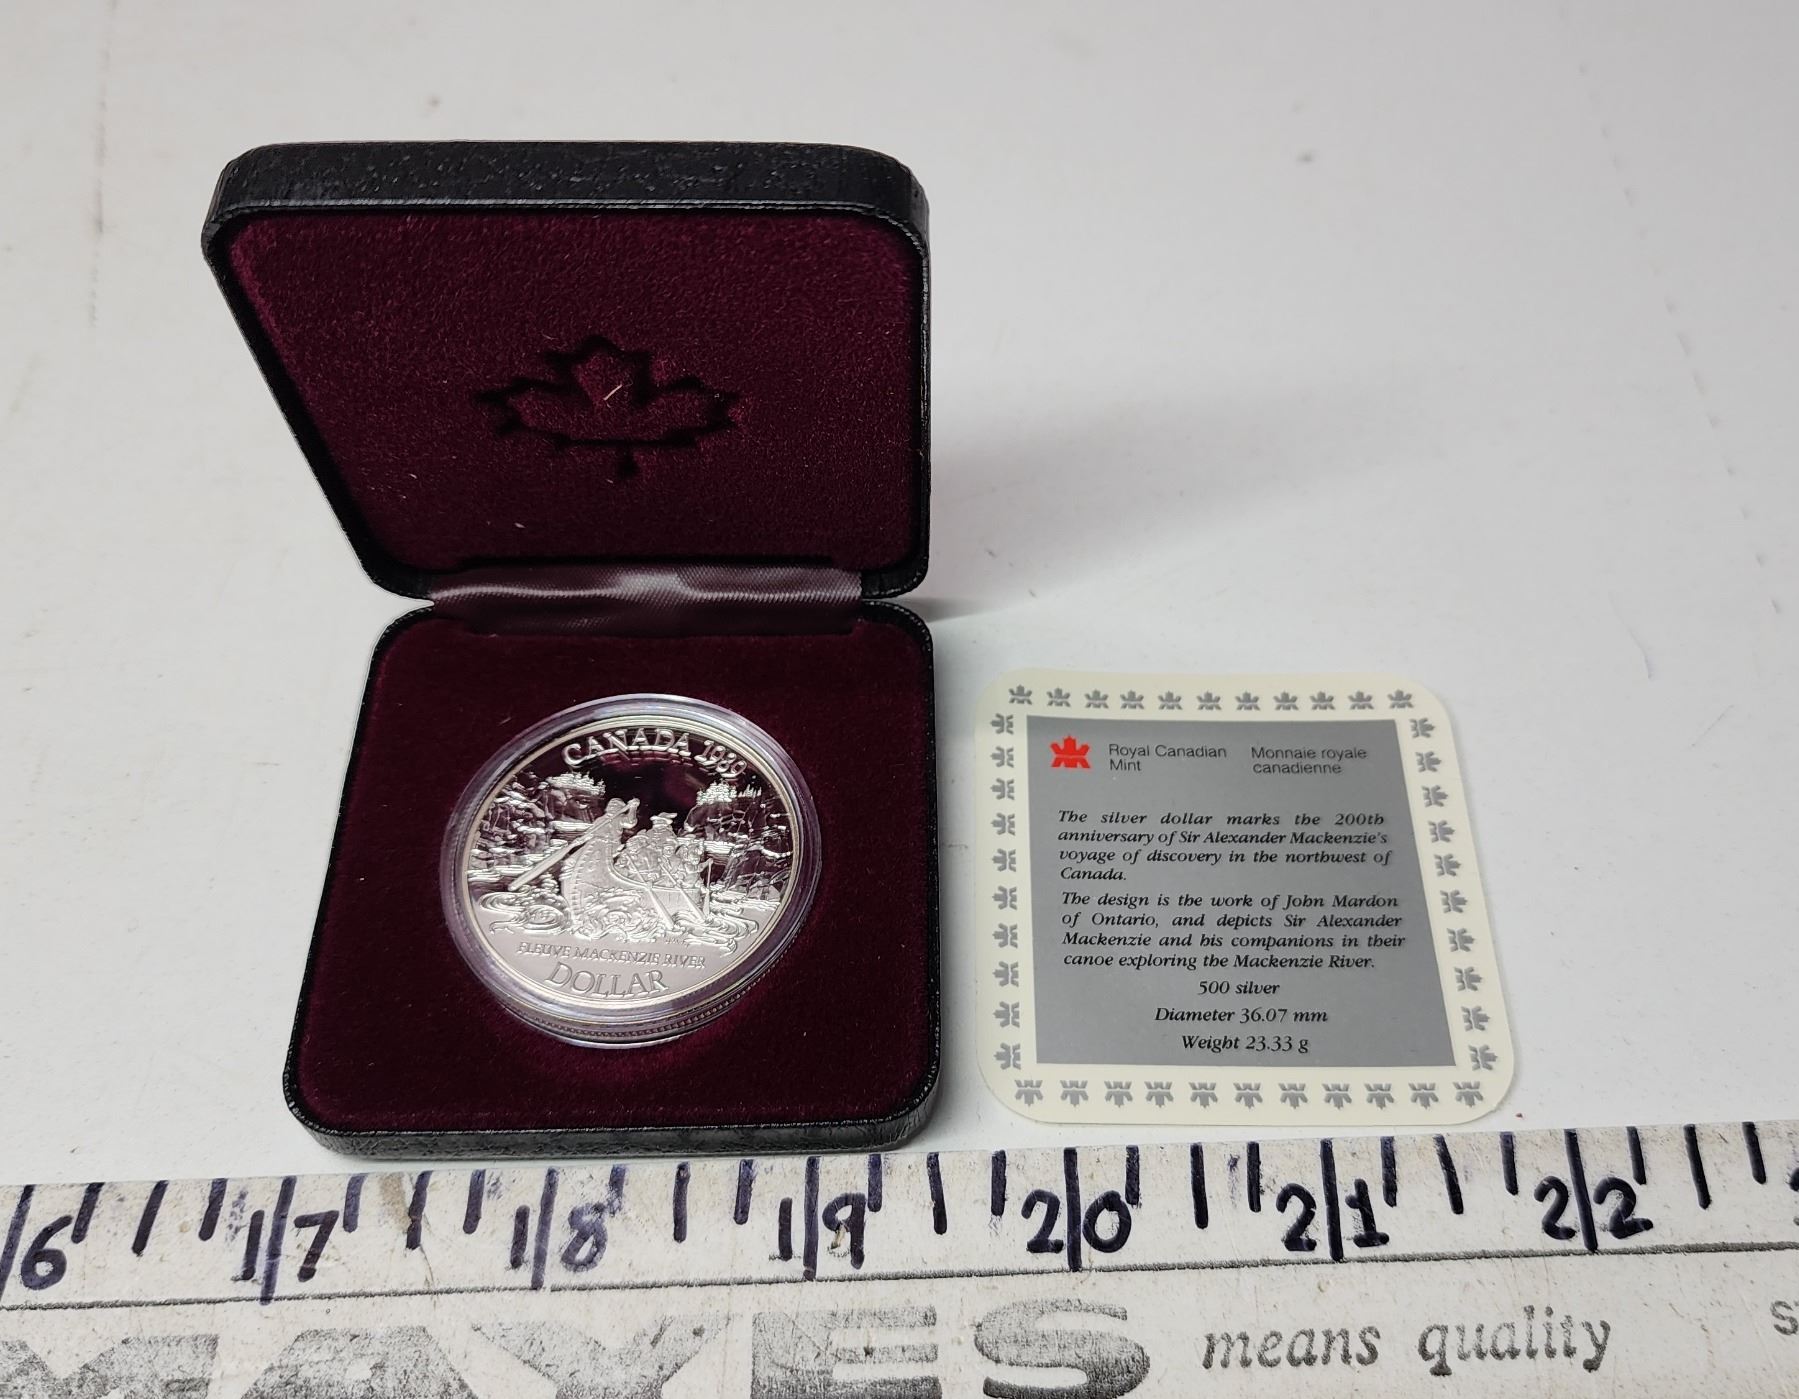 CANADA 1989
FLEUVE MACKENZIE RIVER
DOLLAR
Royal Canadian
Mint
Monnaie royale
canadienne
The silver dollar marks the 200th
anniversary of Sir Alexander Mackenzie's
voyage of discovery in the northwest of
Canada.
The design is the work of John Mardon
of Ontario, and depicts Sir Alexander
Mackenzie and his companions in their
canoe exploring the Mackenzie River.
500 silver
Diameter 36.07 mm
Weight 23.33 g
6 17 18 19 20 21 22
MAYES means quality